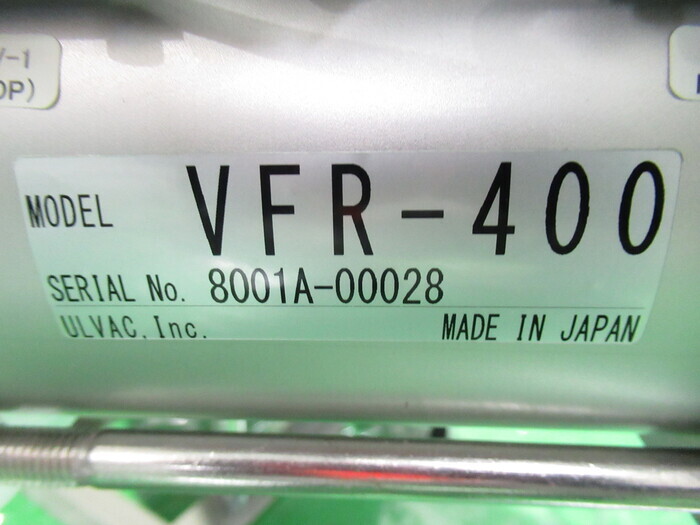 MODEL VFR-400
SERIAL No. 8001A-00028
ULVAC, Inc. MADE IN JAPAN